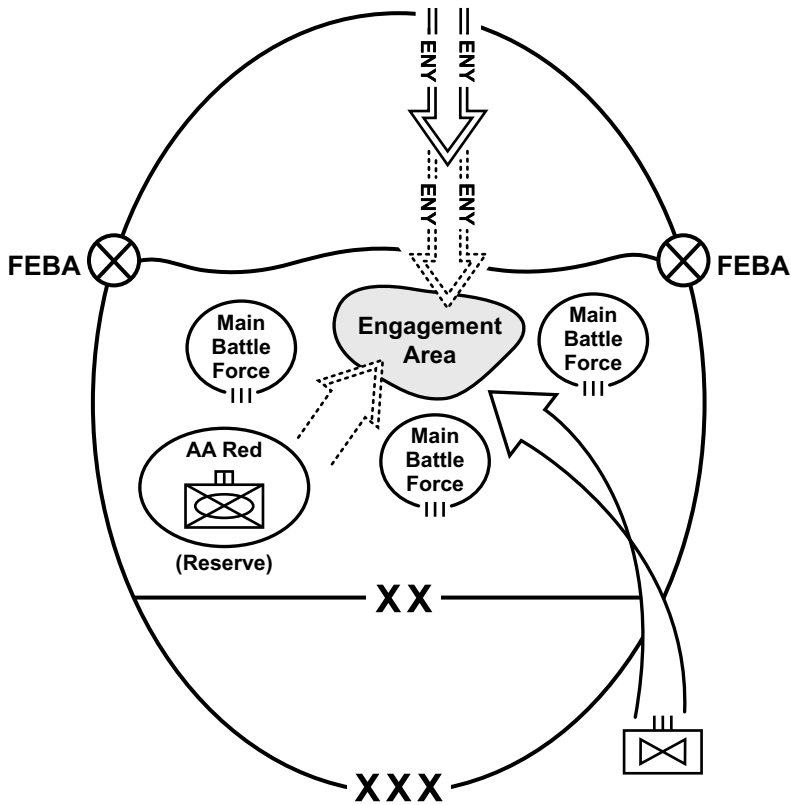 ENY ENY
ENY ENY
FEBA
FEBA
Main
Battle
Force
III
Engagement
Area
Main
Battle
Force
III
AA Red
(Reserve)
Main
Battle
Force
III
XX
III
XXX